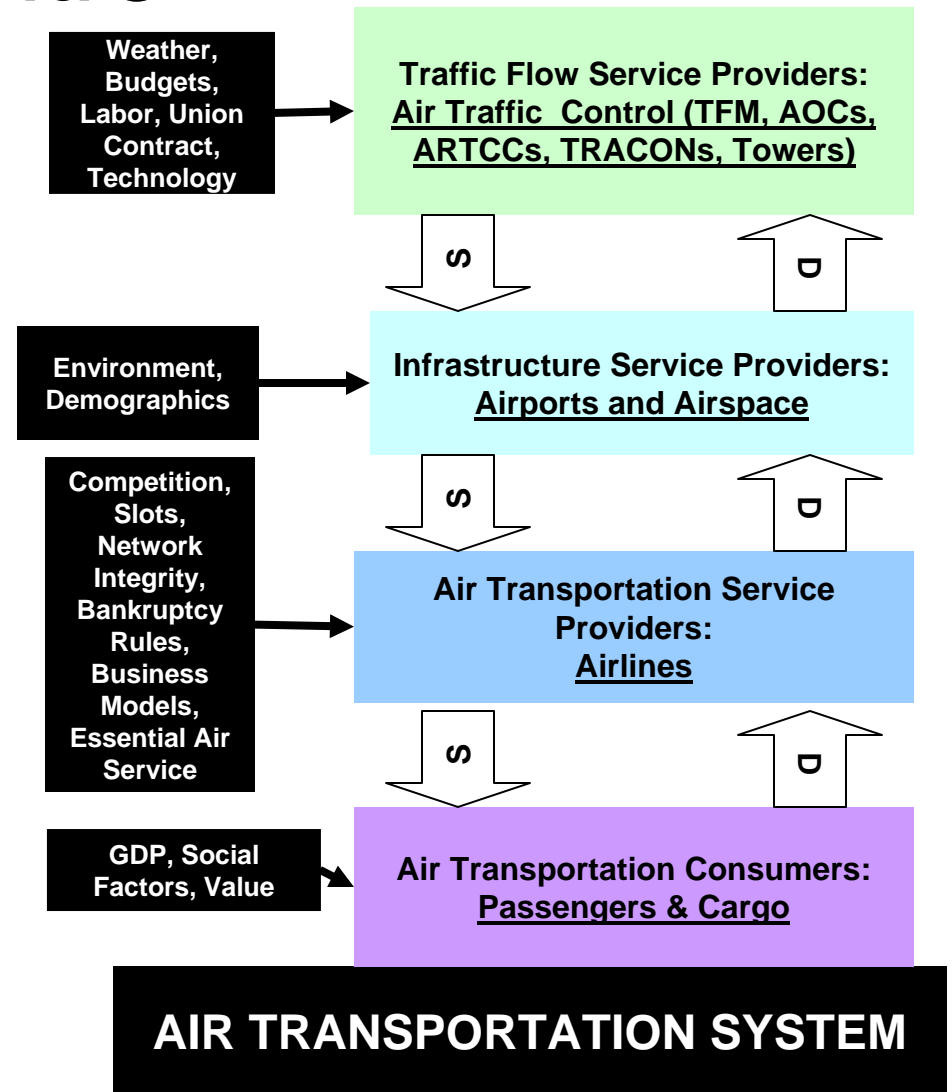 Weather,
Budgets,
Labor, Union
Contract,
Technology
Traffic Flow Service Providers:
Air Traffic Control (TFM, AOCs,
ARTCCs, TRACONs, Towers)
S
D
Environment,
Demographics
Infrastructure Service Providers:
Airports and Airspace
S
D
Competition,
Slots,
Network
Integrity,
Bankruptcy
Rules,
Business
Models,
Essential Air
Service
Air Transportation Service
Providers:
Airlines
S
D
GDP, Social
Factors, Value
Air Transportation Consumers:
Passengers & Cargo
AIR TRANSPORTATION SYSTEM